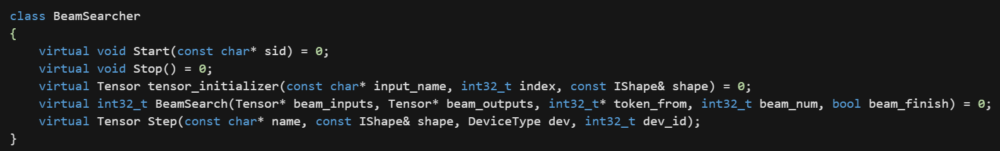 class BeamSearcher
{
    virtual void Start(const char* sid) = 0;
    virtual void Stop() = 0;
    virtual Tensor tensor_initializer(const char* input_name, int32_t index, const IShape& shape) = 0;
    virtual int32_t BeamSearch(Tensor* beam_inputs, Tensor* beam_outputs, int32_t* token_from, int32_t beam_num, bool beam_finish) = 0;
    virtual Tensor Step(const char* name, const IShape& shape, DeviceType dev, int32_t dev_id);
}